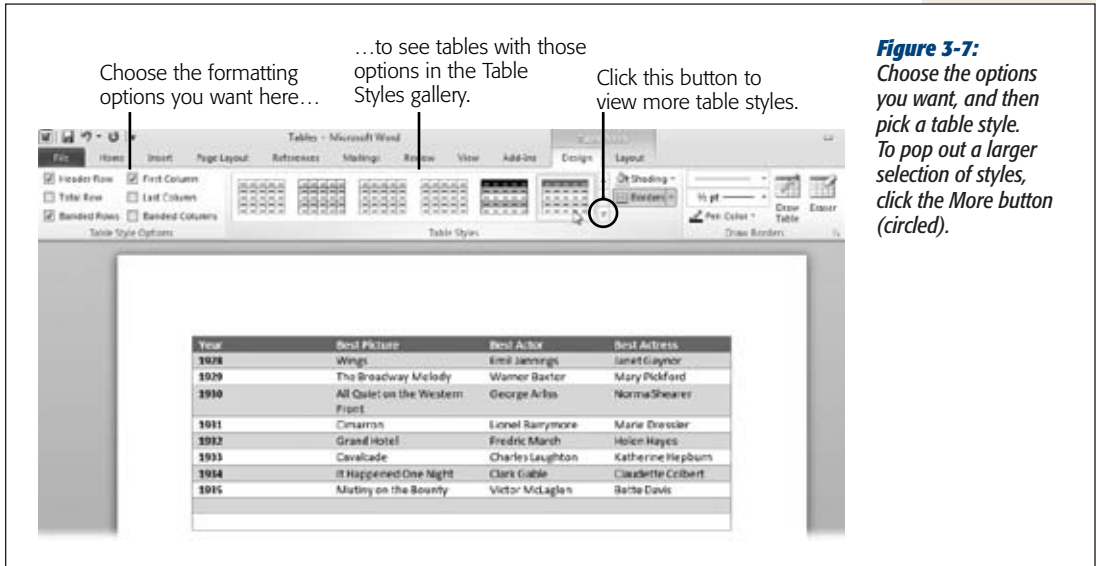 Choose the formatting
options you want here…
…to see tables with those
options in the Table
Styles gallery.
Click this button to
view more table styles.
Figure 3-7:
Choose the options
you want, and then
pick a table style.
To pop out a larger
selection of styles,
click the More button
(circled).
Tables - Microsoft Word
File Home Insert Page Layout References Mailings Review View Add-Ins Design Layout
Header Row First Column Shading
Total Row Last Column Borders ½ pt
Banded Rows Banded Columns Pen Color Draw Table Eraser
Table Style Options Table Styles Draw Borders
Year Best Picture Best Actor Best Actress
1928 Wings Emil Jannings Janet Gaynor
1929 The Broadway Melody Warner Baxter Mary Pickford
1930 All Quiet on the Western George Arliss Norma Shearer
Front
1931 Cimarron Lionel Barrymore Marie Dressler
1932 Grand Hotel Fredric March Helen Hayes
1933 Cavalcade Charles Laughton Katherine Hepburn
1934 It Happened One Night Clark Gable Claudette Colbert
1935 Mutiny on the Bounty Victor McLaglen Bette Davis